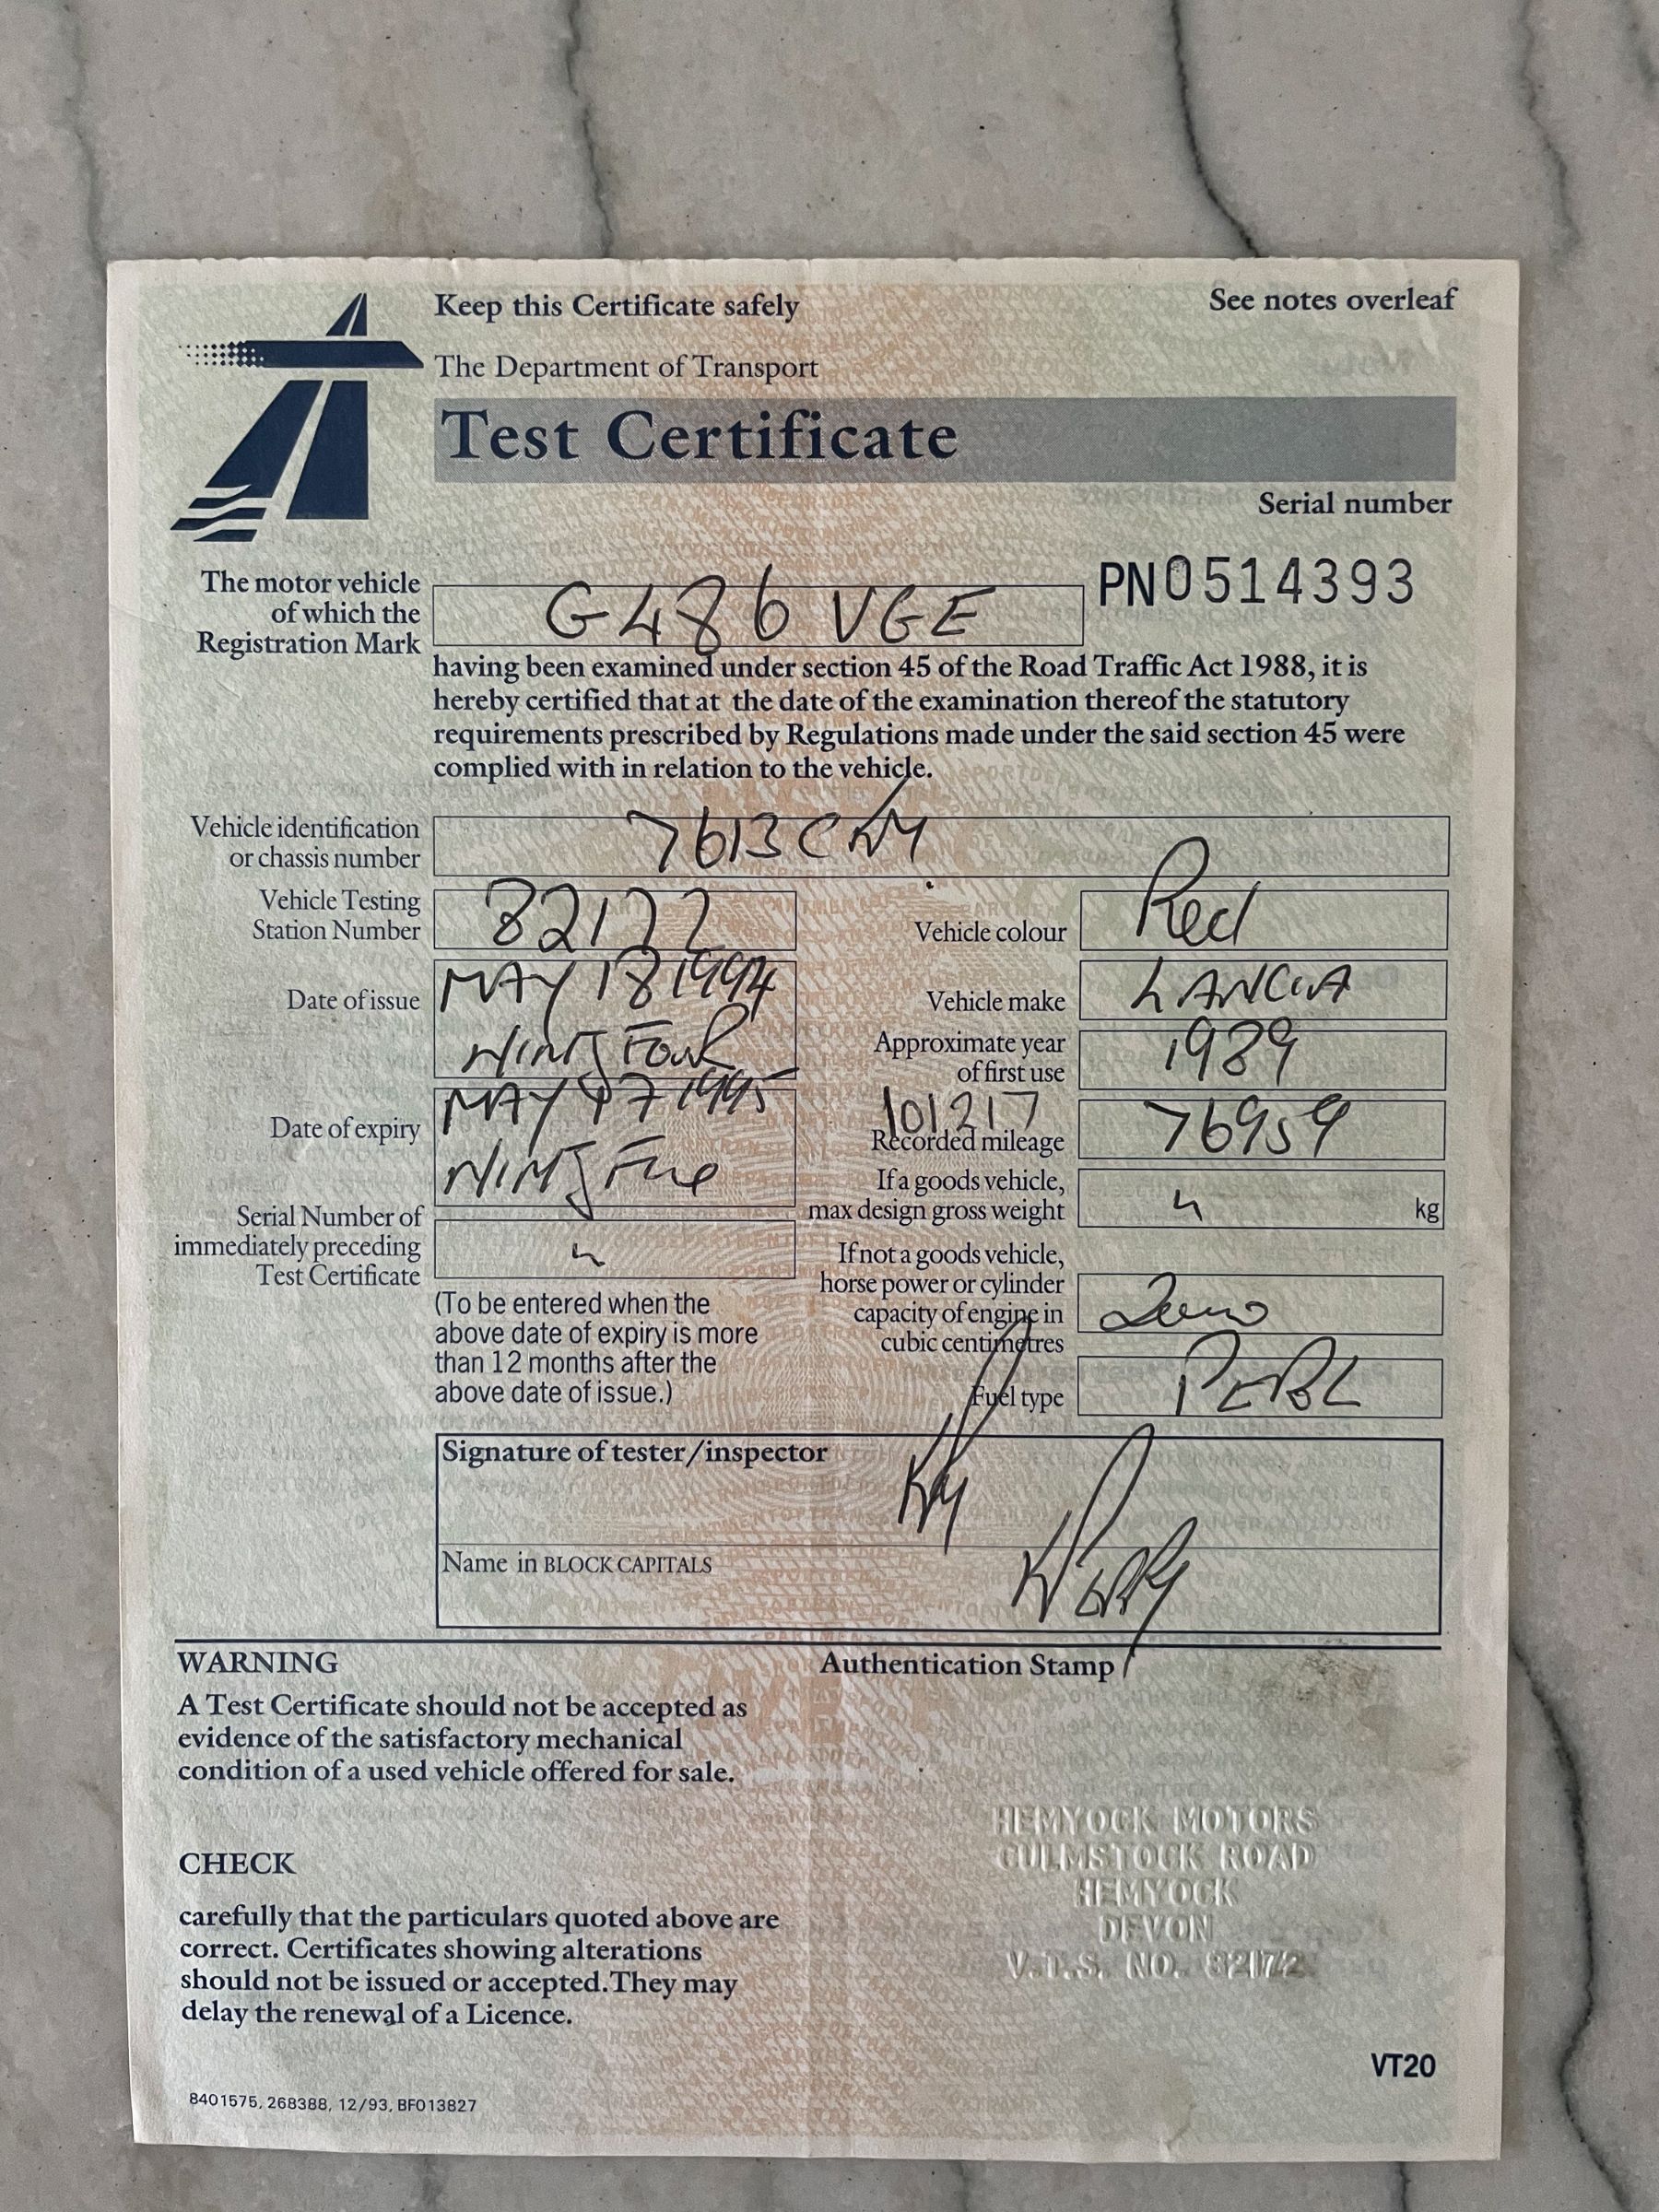 Keep this Certificate safely
See notes overleaf
The Department of Transport
Test Certificate
Serial number
PN0514393
The motor vehicle
of which the
Registration Mark
G486 VGE
having been examined under section 45 of the Road Traffic Act 1988, it is
hereby certified that at the date of the examination thereof the statutory
requirements prescribed by Regulations made under the said section 45 were
complied with in relation to the vehicle.
Vehicle identification
or chassis number
7613
Vehicle Testing
Station Number
82172
Vehicle colour
Red
Date of issue
MAY 18 1994
FOUR
Vehicle make
LANCIA
Approximate year
of first use
1989
Date of expiry
MAY 17 1995
101217
Recorded mileage
76959
If a goods vehicle,
max design gross weight
kg
Serial Number of
immediately preceding
Test Certificate
(To be entered when the
above date of expiry is more
than 12 months after the
above date of issue.)
If not a goods vehicle,
horse power or cylinder
capacity of engine in
cubic centimetres
Fuel type
Signature of tester/inspector
Name in BLOCK CAPITALS
WARNING
A Test Certificate should not be accepted as
evidence of the satisfactory mechanical
condition of a used vehicle offered for sale.
Authentication Stamp
HEMYOCK MOTORS
CULMSTOCK ROAD
HEMYOCK
DEVON
V.T.S. NO. 82172
CHECK
carefully that the particulars quoted above are
correct. Certificates showing alterations
should not be issued or accepted. They may
delay the renewal of a Licence.
VT20
8401575, 268388, 12/93, BF013827